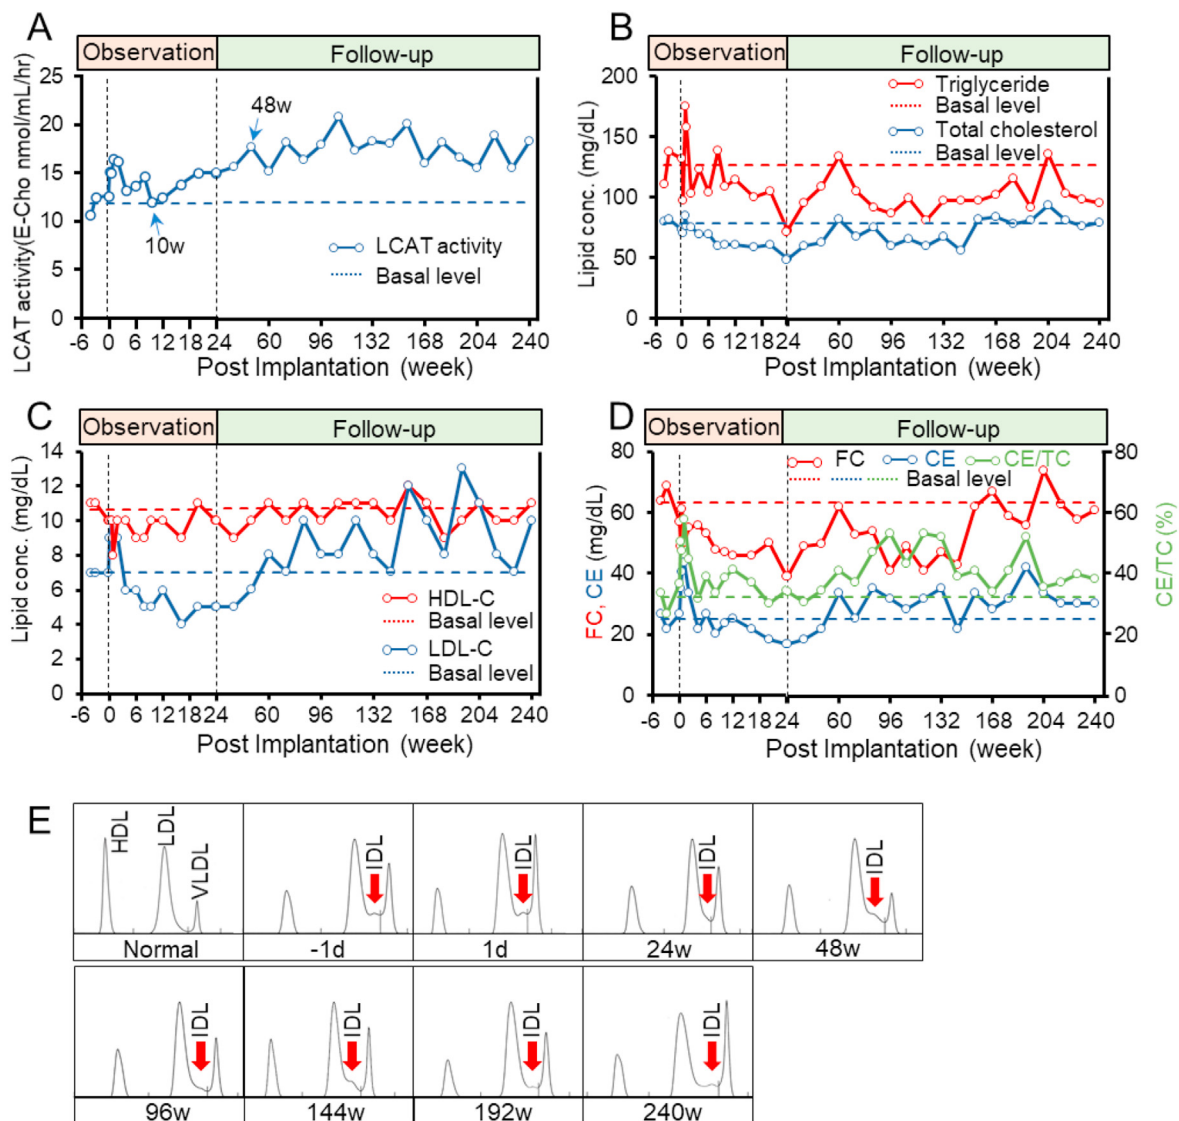 A
Observation
Follow-up
LCAT activity(E-Cho nmol/mL/hr)
25
20
15
10
5
0
48w
10w
LCAT activity
Basal level
-6 0 6 12 18 24 60 96 132 168 204 240
Post Implantation (week)
B
Observation
Follow-up
Lipid conc. (mg/dL)
200
150
100
50
0
Triglyceride
Basal level
Total cholesterol
Basal level
-6 0 6 12 18 24 60 96 132 168 204 240
Post Implantation (week)
C
Observation
Follow-up
Lipid conc. (mg/dL)
14
12
10
8
6
4
2
0
HDL-C
Basal level
LDL-C
Basal level
-6 0 6 12 18 24 60 96 132 168 204 240
Post Implantation (week)
D
Observation
Follow-up
FC, CE (mg/dL)
80
60
40
20
0
FC CE CE/TC
Basal level
80
60
40
20
0
CE/TC (%)
-6 0 6 12 18 24 60 96 132 168 204 240
Post Implantation (week)
E
HDL
LDL
VLDL
Normal
IDL
-1d
IDL
1d
IDL
24w
IDL
48w
IDL
96w
IDL
144w
IDL
192w
IDL
240w